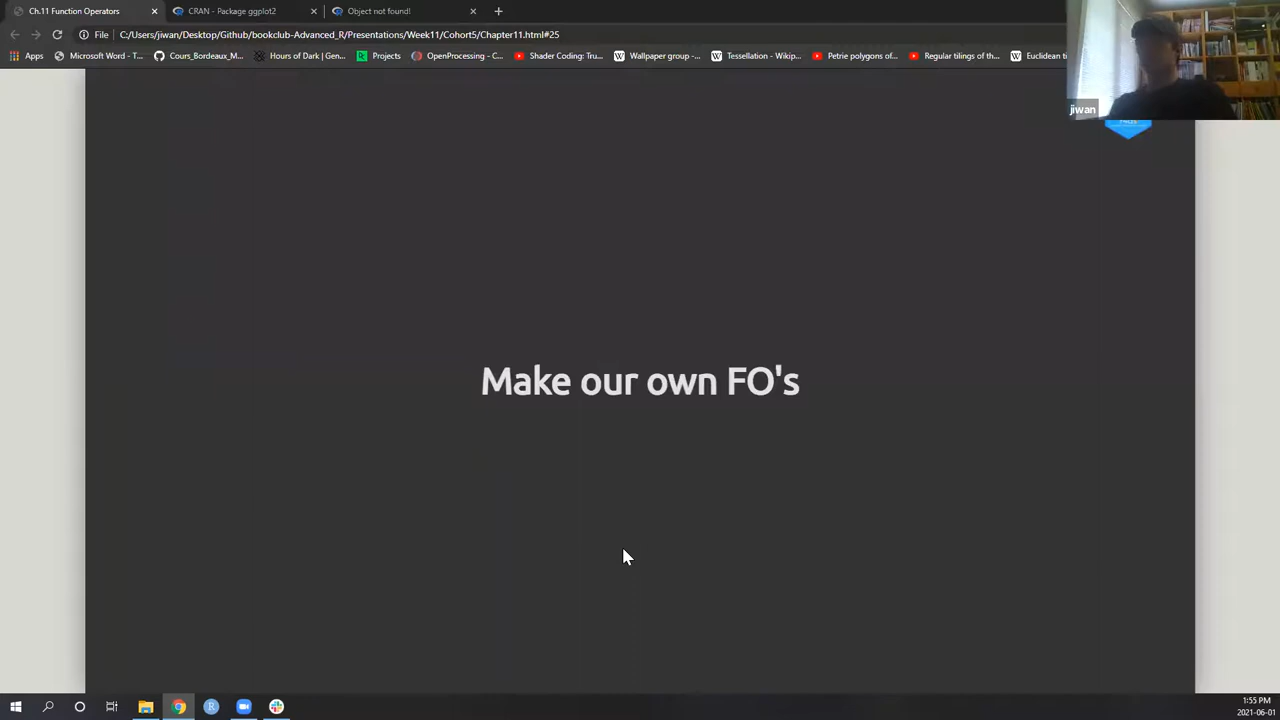 Ch.11 Function Operators
CRAN - Package ggplot2
Object not found!
File
C:/Users/jiwan/Desktop/Github/bookclub-Advanced_R/Presentations/Week11/Cohort5/Chapter11.html#25
Apps
Microsoft Word - T...
Cours_Bordeaux_M...
Hours of Dark | Gen...
Projects
OpenProcessing - C...
Shader Coding: Tru...
Wallpaper group -...
Tessellation - Wikip...
Petrie polygons of...
Regular tilings of th...
Euclidean ti
jiwan
Make our own FO's
1:55 PM
2021-06-01